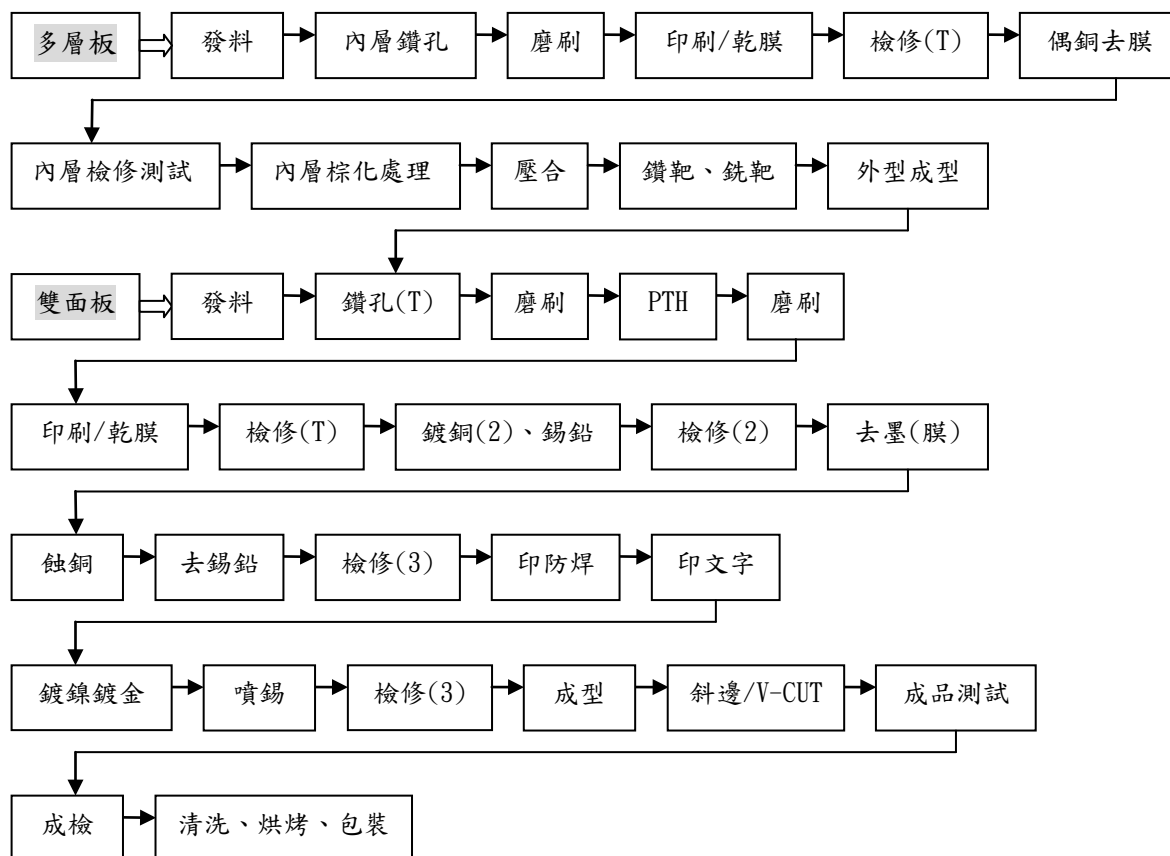 多層板 發料 內層鑽孔 磨刷 印刷/乾膜 檢修(T) 偶銅去膜
內層檢修測試 內層棕化處理 壓合 鑽靶、銑靶 外型成型
雙面板 發料 鑽孔(T) 磨刷 PTH 磨刷
印刷/乾膜 檢修(T) 鍍銅(2)、錫鉛 檢修(2) 去墨(膜)
蝕銅 去錫鉛 檢修(3) 印防焊 印文字
鍍鎳鍍金 噴錫 檢修(3) 成型 斜邊/V-CUT 成品測試
成檢 清洗、烘烤、包裝